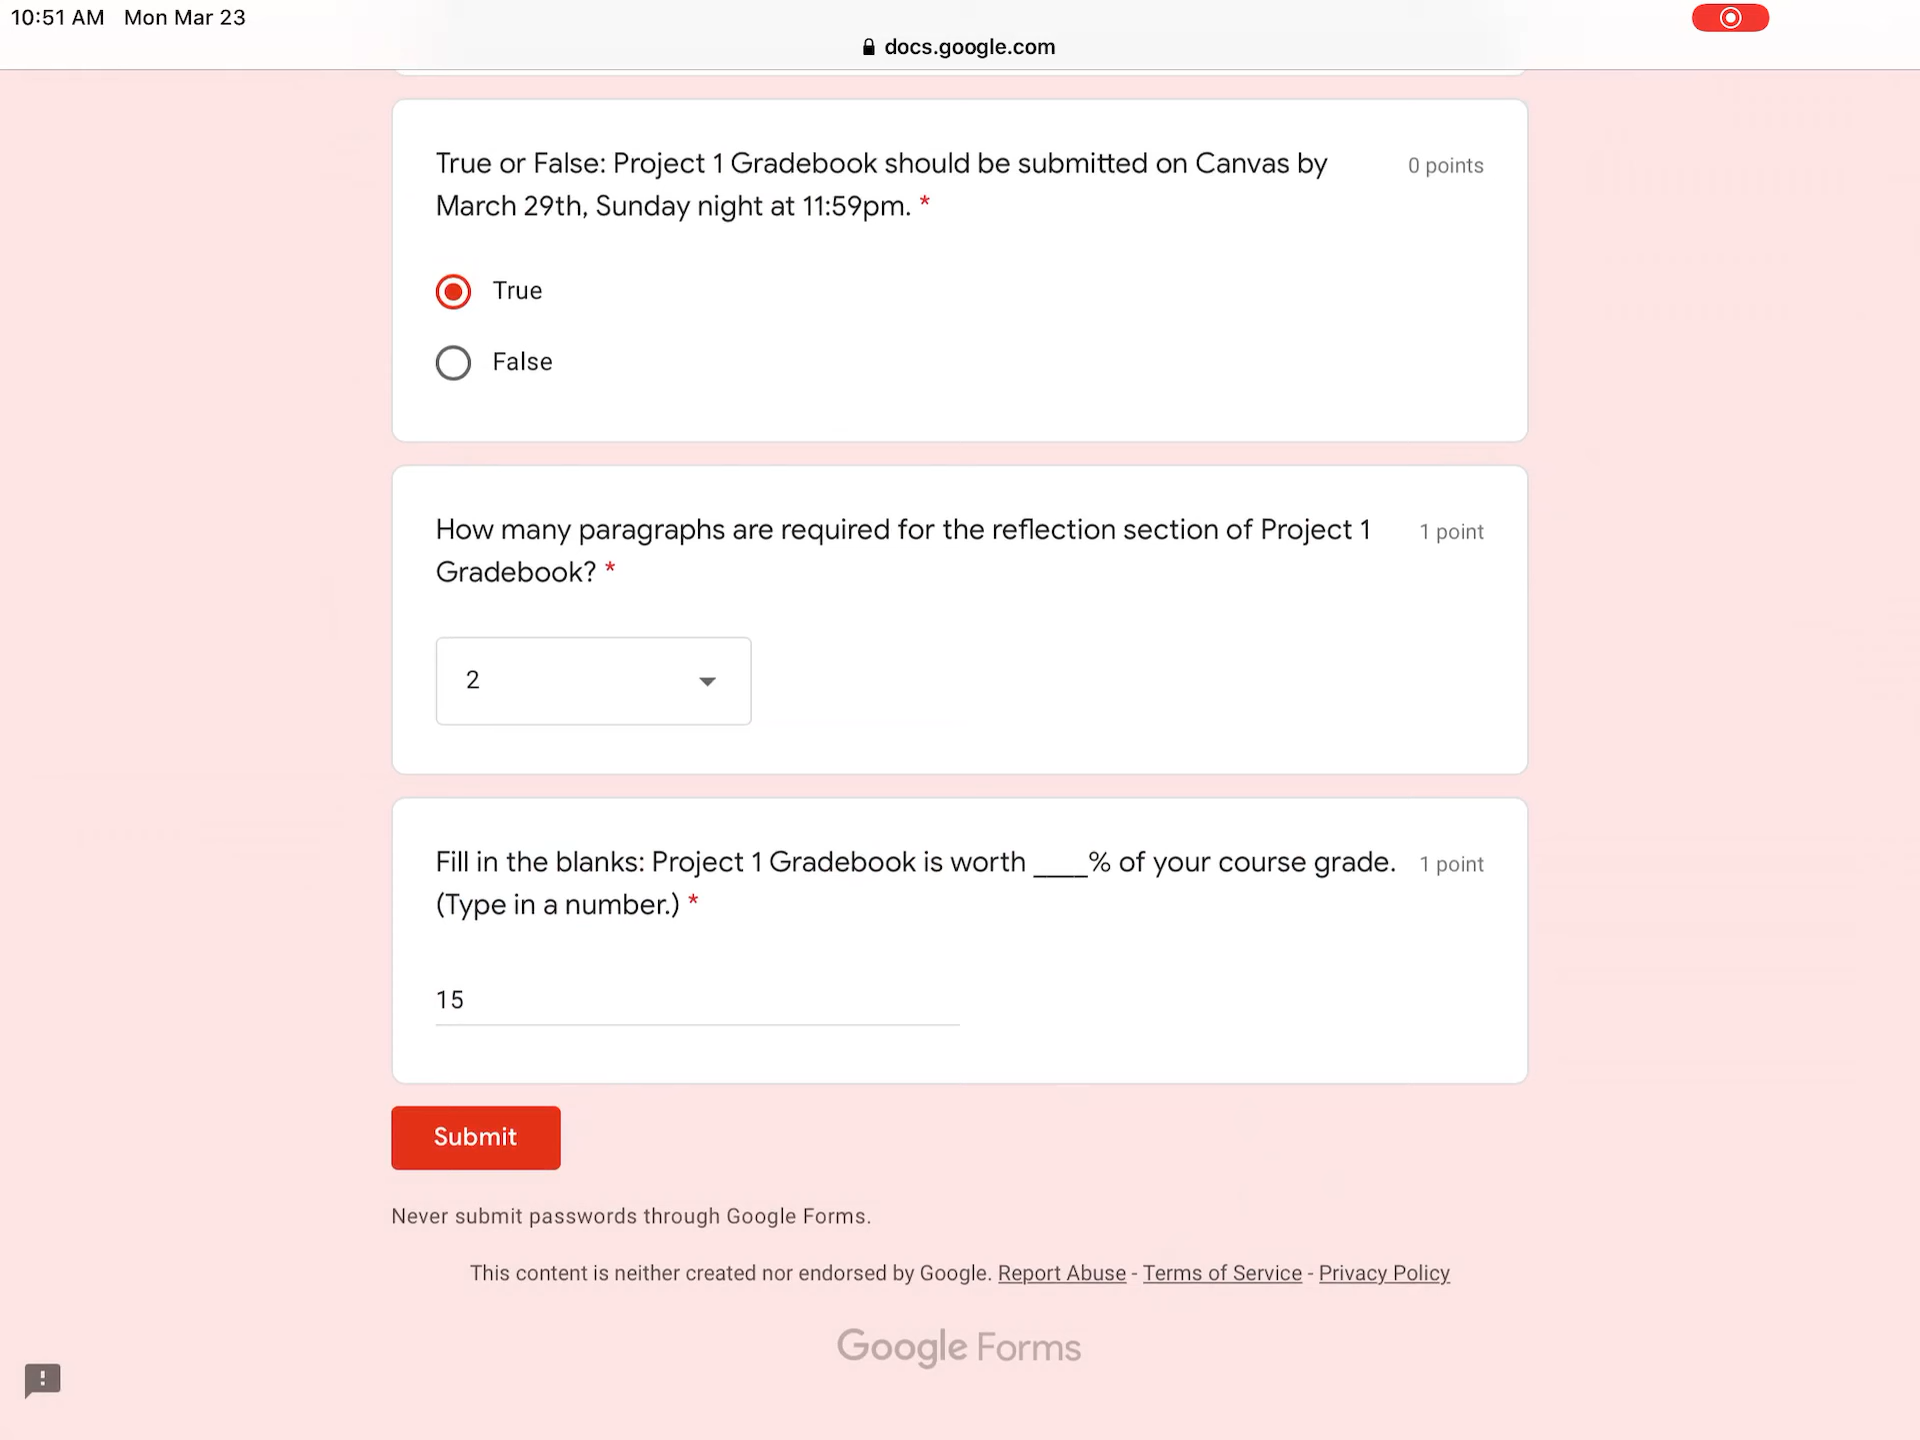 10:51 AM Mon Mar 23
docs.google.com
True or False: Project 1 Gradebook should be submitted on Canvas by
0 points
March 29th, Sunday night at 11:59pm. *
True
False
How many paragraphs are required for the reflection section of Project 1
1 point
Gradebook? *
2
Fill in the blanks: Project 1 Gradebook is worth ____% of your course grade.
1 point
(Type in a number.) *
15
Submit
Never submit passwords through Google Forms.
This content is neither created nor endorsed by Google. Report Abuse - Terms of Service - Privacy Policy
Google Forms